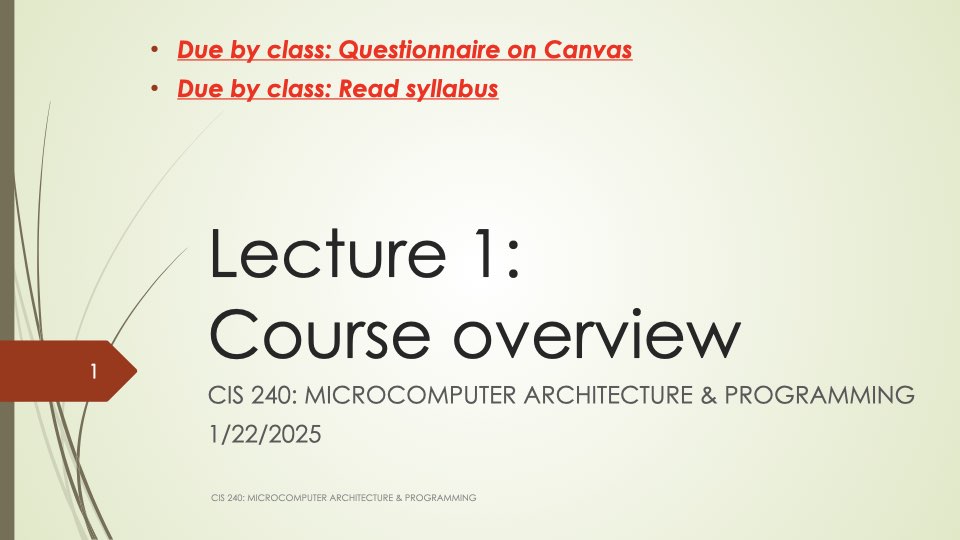 • Due by class: Questionnaire on Canvas
• Due by class: Read syllabus
Lecture 1:
Course overview
1
CIS 240: MICROCOMPUTER ARCHITECTURE & PROGRAMMING
1/22/2025
CIS 240: MICROCOMPUTER ARCHITECTURE & PROGRAMMING